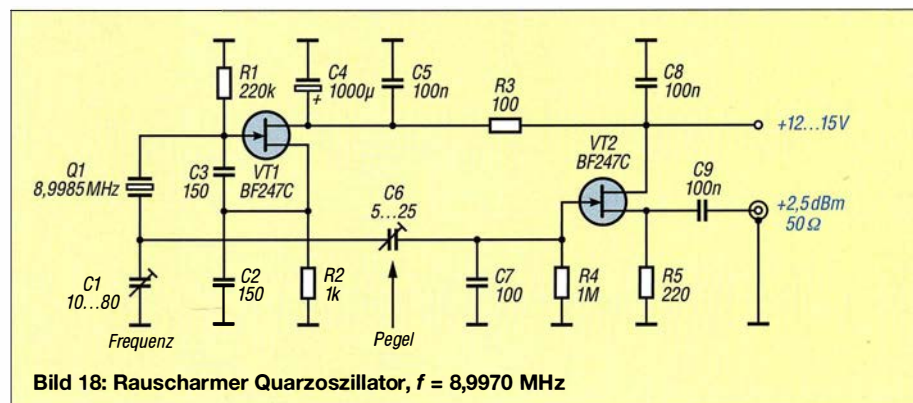 R1
220k
C4
1000µ
+
C5
100n
R3
100
C8
100n
+12...15V
Q1
8,9985MHz
C3
150
VT1
BF247C
C6
5...25
VT2
BF247C
C9
100n
+2,5dBm
50Ω
C1
10...80
C2
150
R2
1k
C7
100
R4
1M
R5
220
Frequenz
Pegel
Bild 18: Rauscharmer Quarzoszillator, f = 8,9970 MHz